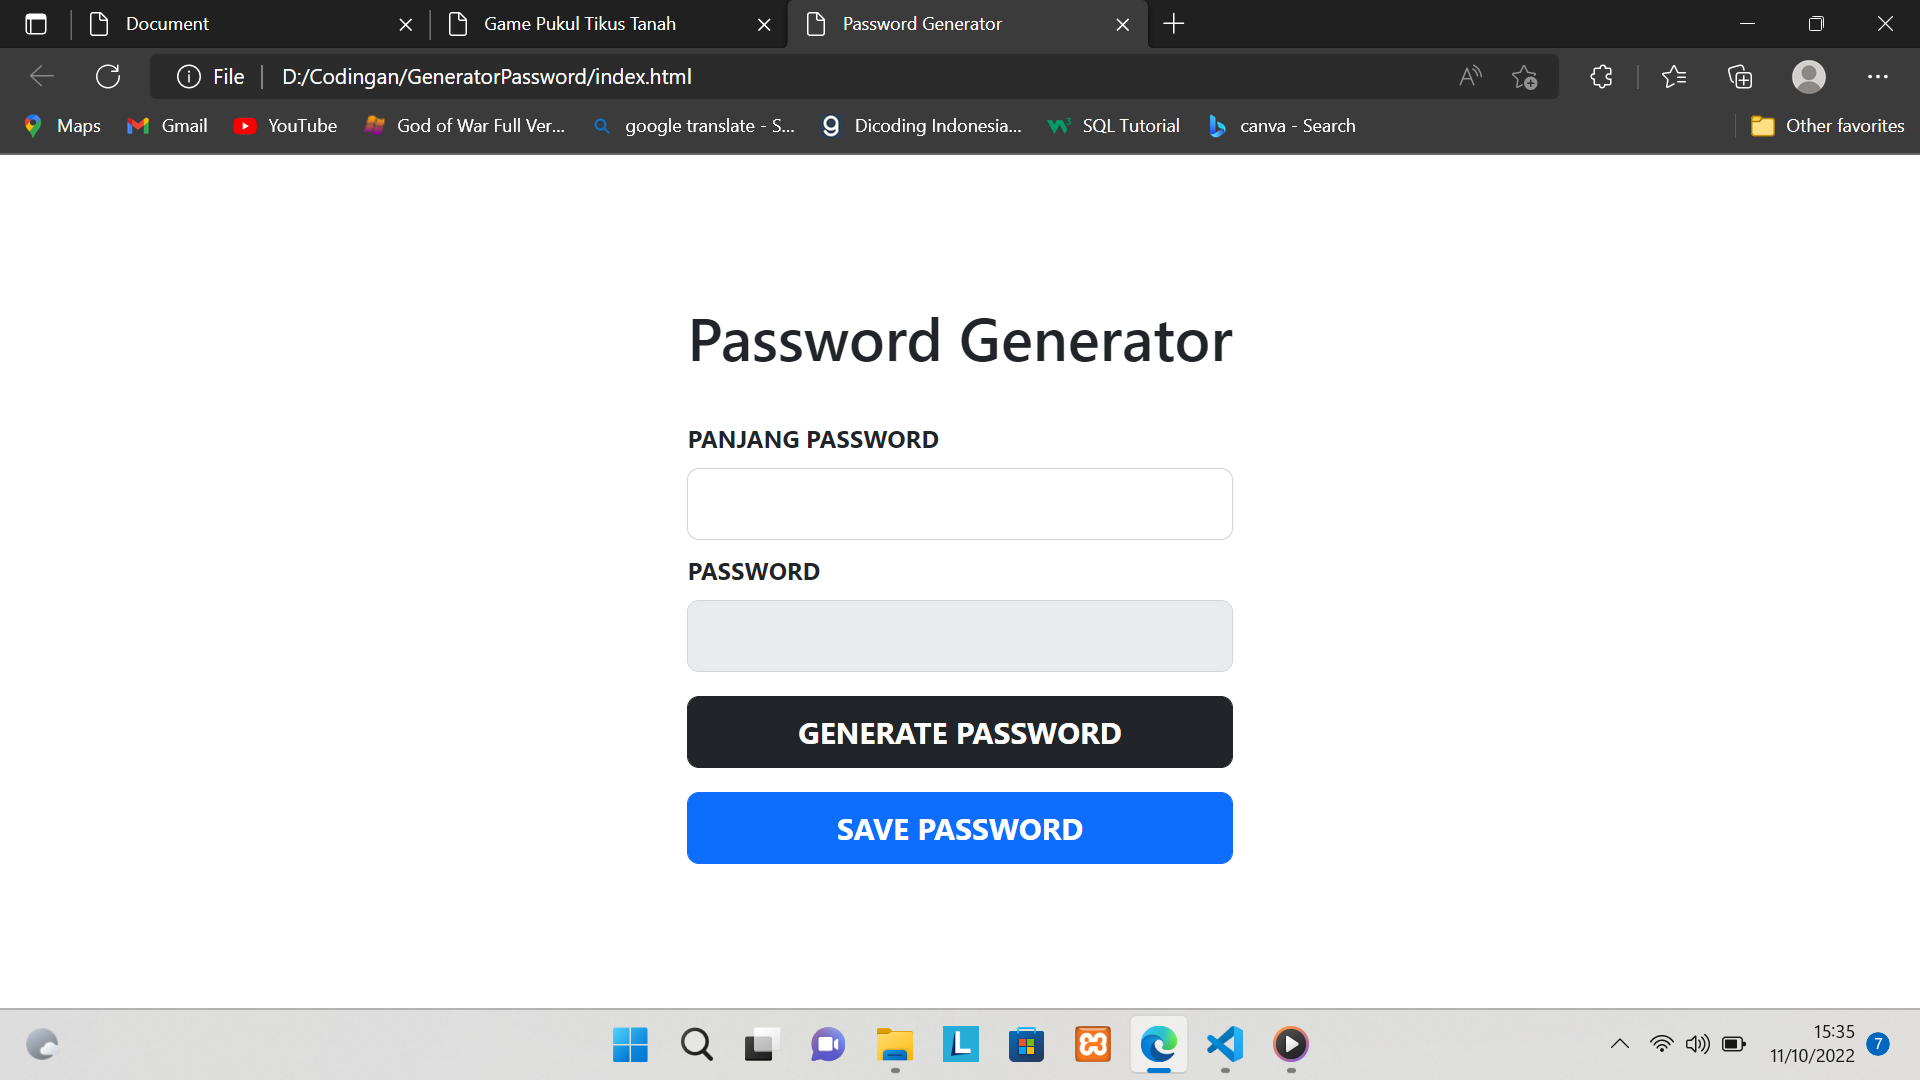 Document
Game Pukul Tikus Tanah
Password Generator
File
D:/Codingan/GeneratorPassword/index.html
Maps
Gmail
YouTube
God of War Full Ver...
google translate - S...
Dicoding Indonesia...
SQL Tutorial
canva - Search
Other favorites
Password Generator
PANJANG PASSWORD
PASSWORD
GENERATE PASSWORD
SAVE PASSWORD
15:35
11/10/2022
7